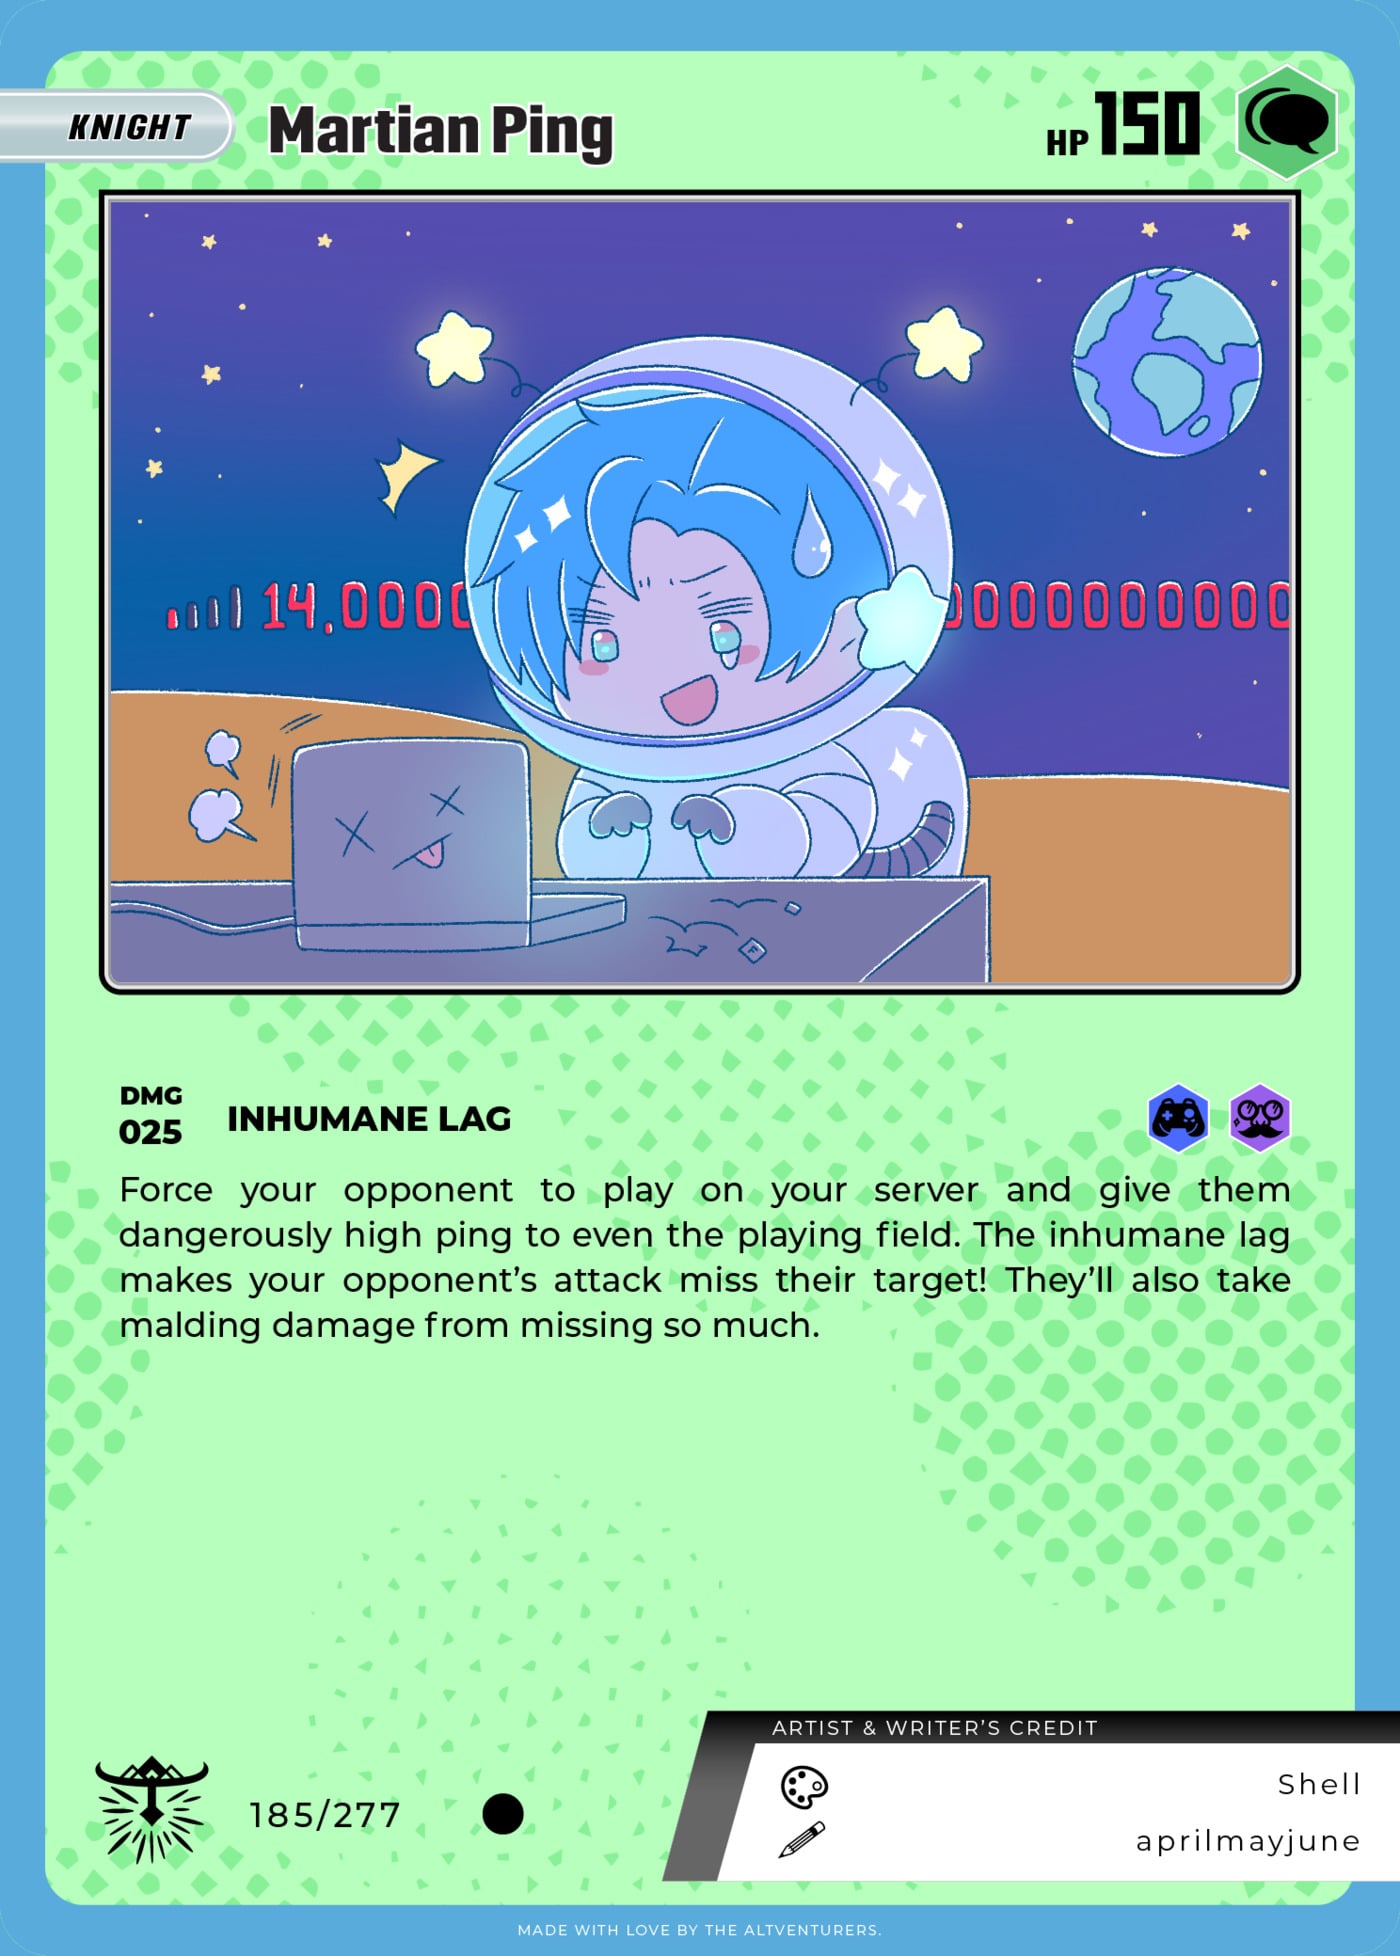 KNIGHT
Martian Ping
HP 150
14.0000
0000000000
DMG
025
INHUMANE LAG
Force your opponent to play on your server and give them
dangerously high ping to even the playing field. The inhumane lag
makes your opponent's attack miss their target! They'll also take
malding damage from missing so much.
ARTIST & WRITER'S CREDIT
Shell
aprilmayjune
185/277
MADE WITH LOVE BY THE ALTVENTURERS.